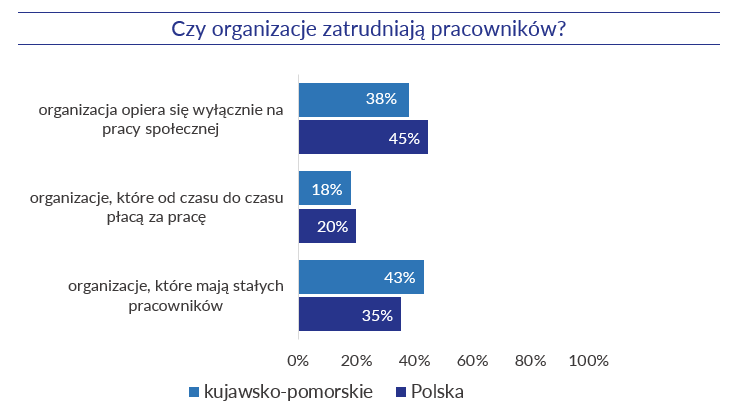 Czy organizacje zatrudniają pracowników?
organizacja opiera się wyłącznie na
pracy społecznej
38%
45%
organizacje, które od czasu do czasu
płacą za pracę
18%
20%
organizacje, które mają stałych
pracowników
43%
35%
0% 20% 40% 60% 80% 100%
kujawsko-pomorskie Polska